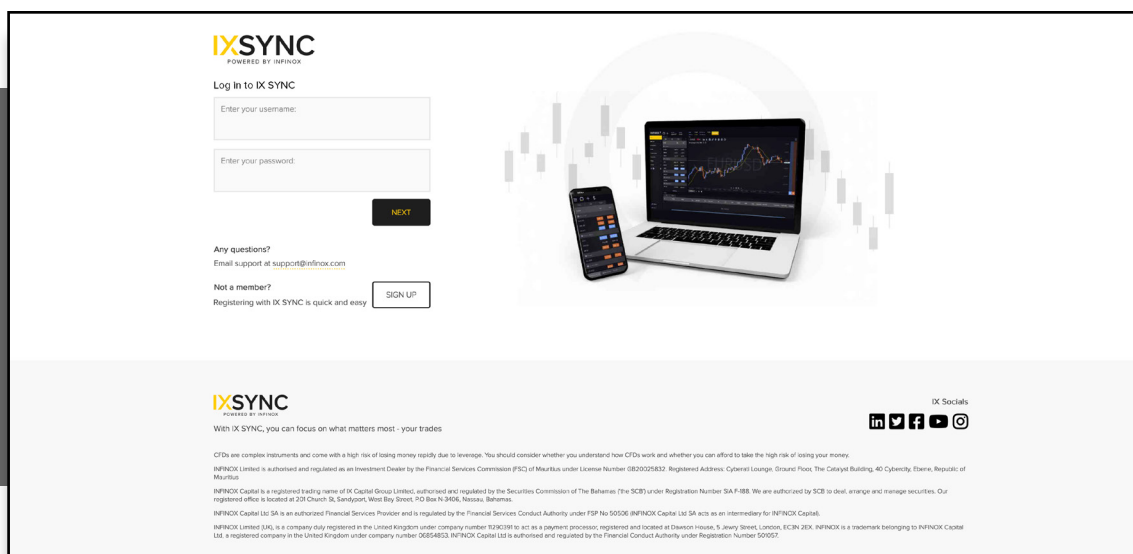 IXSYNC
POWERED BY INFINOX
Log in to IX SYNC
Enter your username:
Enter your password:
NEXT
Any questions?
Email support at support@infinox.com
Not a member?
Registering with IX SYNC is quick and easy
SIGN UP
IXSYNC
POWERED BY INFINOX
With IX SYNC, you can focus on what matters most - your trades
IX Socials
CFDs are complex instruments and come with a high risk of losing money rapidly due to leverage. You should consider whether you understand how CFDs work and whether you can afford to take the high risk of losing your money.
INFINOX Limited is authorised and regulated as an Investment Dealer by the Financial Services Commission (FSC) of Mauritius under License Number GB20025832. Registered Address: Cyberati Lounge, Ground Floor, The Catalyst Building, 40 Cybercity, Ebene, Republic of
Mauritius
INFINOX Capital is a registered trading name of IX Capital Group Limited, authorised and regulated by the Securities Commission of The Bahamas ('the SCB') under Registration Number SIA F-188. We are authorized by SCB to deal, arrange and manage securities. Our
registered office is located at 201 Church St, Sandyport, West Bay Street, P.O Box N-3406, Nassau, Bahamas.
INFINOX Capital Ltd SA is an authorized Financial Services Provider and is regulated by the Financial Services Conduct Authority under FSP No 50506 (INFINOX Capital Ltd SA acts as an intermediary for INFINOX Capital).
INFINOX Limited (UK), is a company duly registered in the United Kingdom under company number 11290391 to act as a payment processor, registered and located at Dawson House, 5 Jewry Street, London, EC3N 2EX. INFINOX is a trademark belonging to INFINOX Capital
Ltd. a registered company in the United Kingdom under company number 06854853. INFINOX Capital Ltd is authorised and regulated by the Financial Conduct Authority under Registration Number 501057.